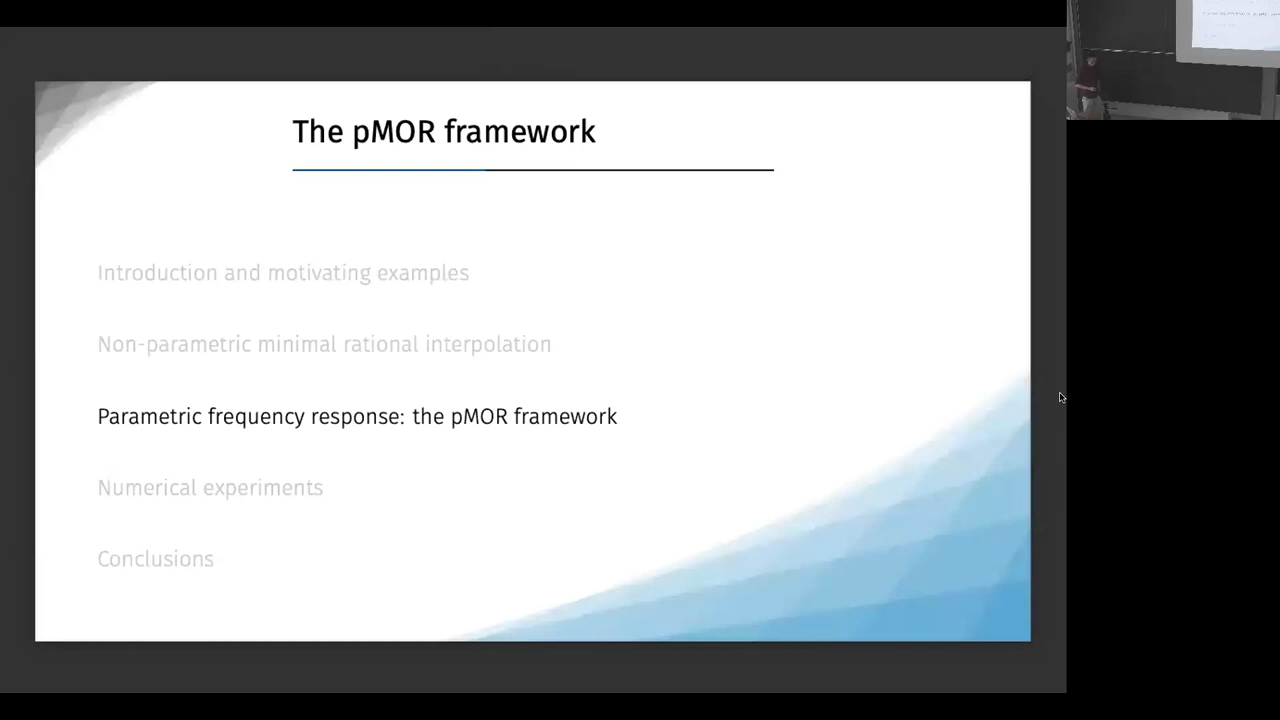 The pMOR framework
Introduction and motivating examples
Non-parametric minimal rational interpolation
Parametric frequency response: the pMOR framework
Numerical experiments
Conclusions